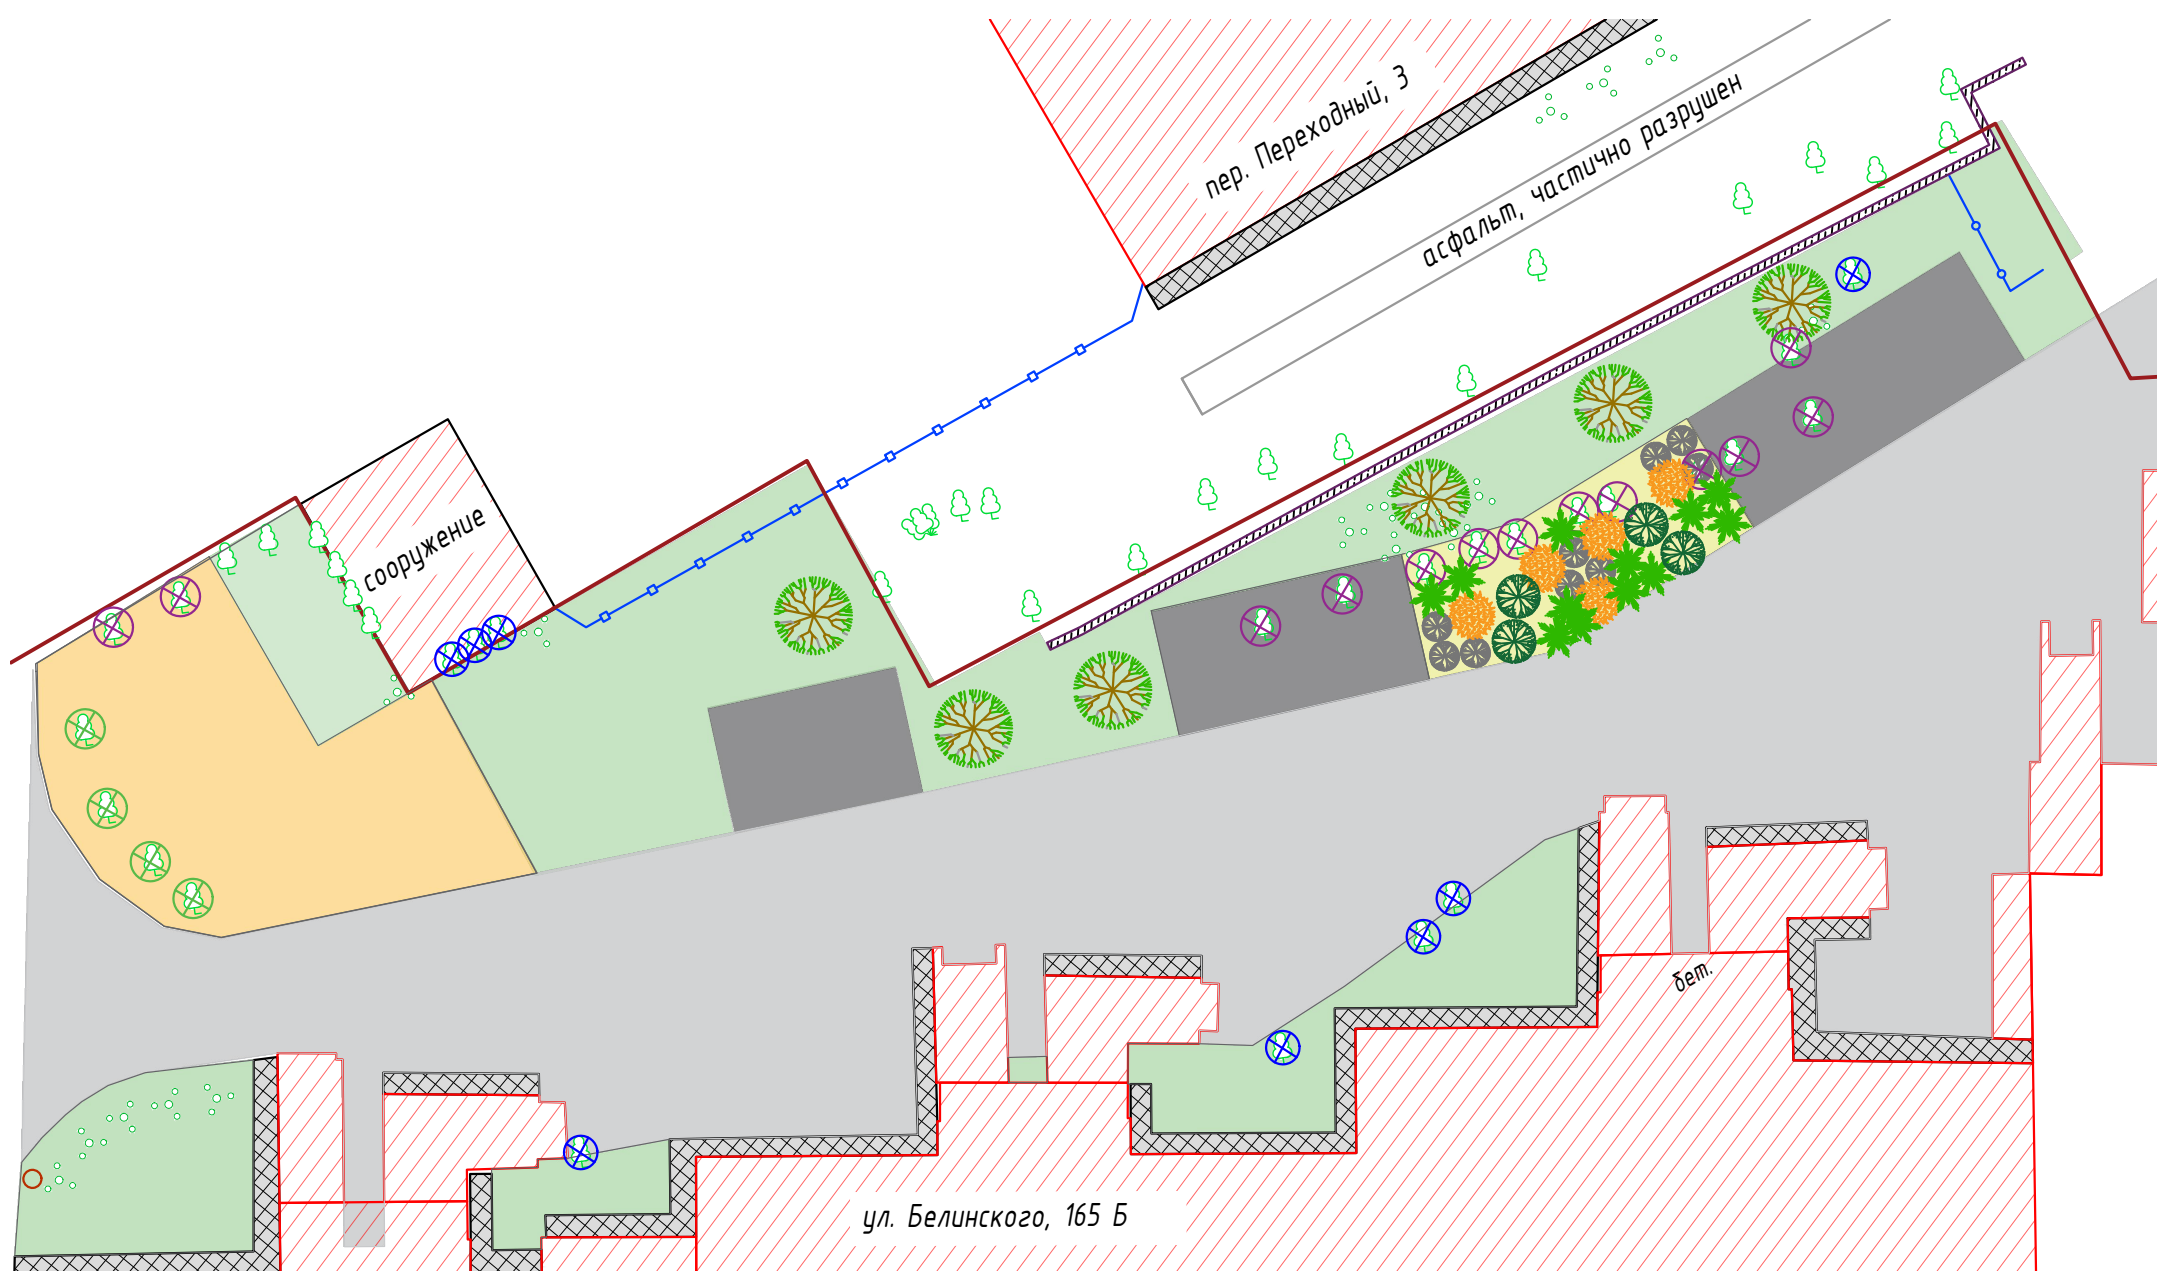 пер. Переходный, 3
асфальт, частично разрушен
сооружение
бет.
ул. Белинского, 165 Б